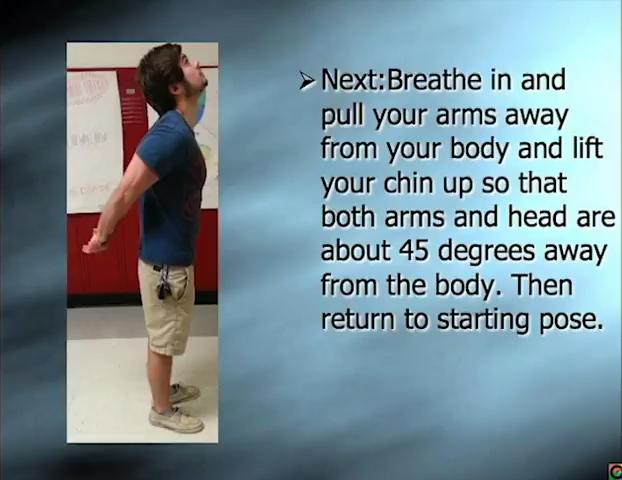 Next:Breathe in and
pull your arms away
from your body and lift
your chin up so that
both arms and head are
about 45 degrees away
from the body. Then
return to starting pose.